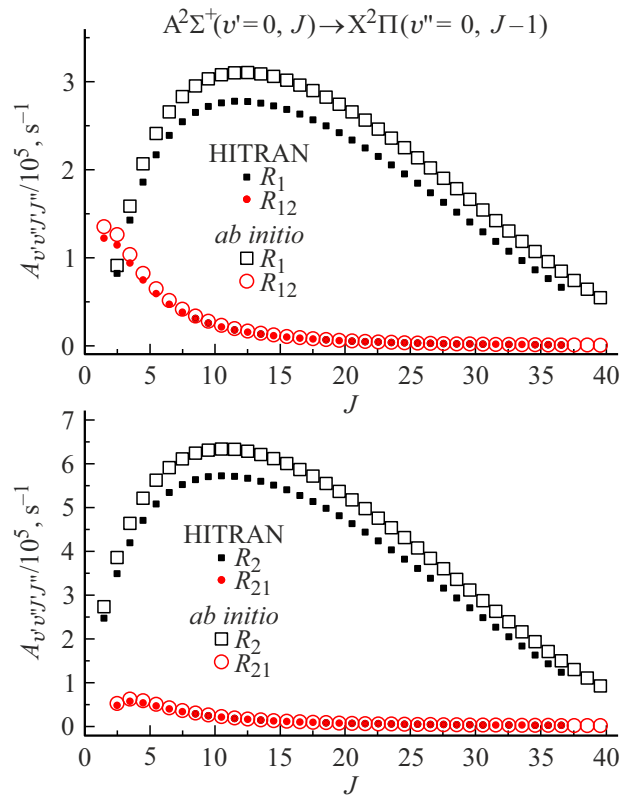 A²Σ⁺(υ'=0, J)→X²Π(υ''= 0, J−1)
3
2
1
0
A_{υ'υ''J'J''}/10⁵, s⁻¹
HITRAN
R₁
R₁₂
ab initio
R₁
R₁₂
0 5 10 15 20 25 30 35 40
J
7
6
5
4
3
2
1
0
A_{υ'υ''J'J''}/10⁵, s⁻¹
HITRAN
R₂
R₂₁
ab initio
R₂
R₂₁
0 5 10 15 20 25 30 35 40
J